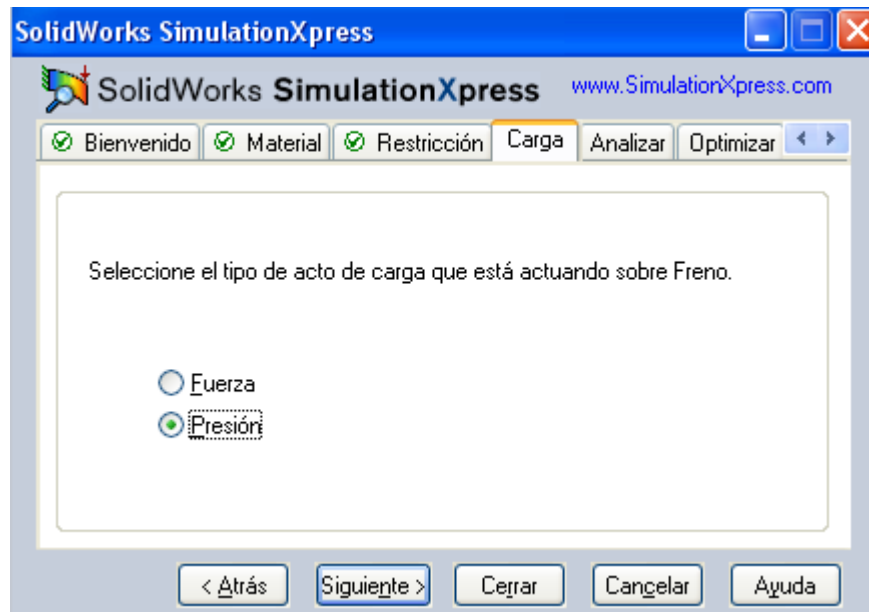 SolidWorks SimulationXpress
SolidWorks SimulationXpress www.SimulationXpress.com
Bienvenido Material Restricción Carga Analizar Optimizar
Seleccione el tipo de acto de carga que está actuando sobre Freno.
Fuerza
Presión
< Atrás Siguiente > Cerrar Cancelar Ayuda